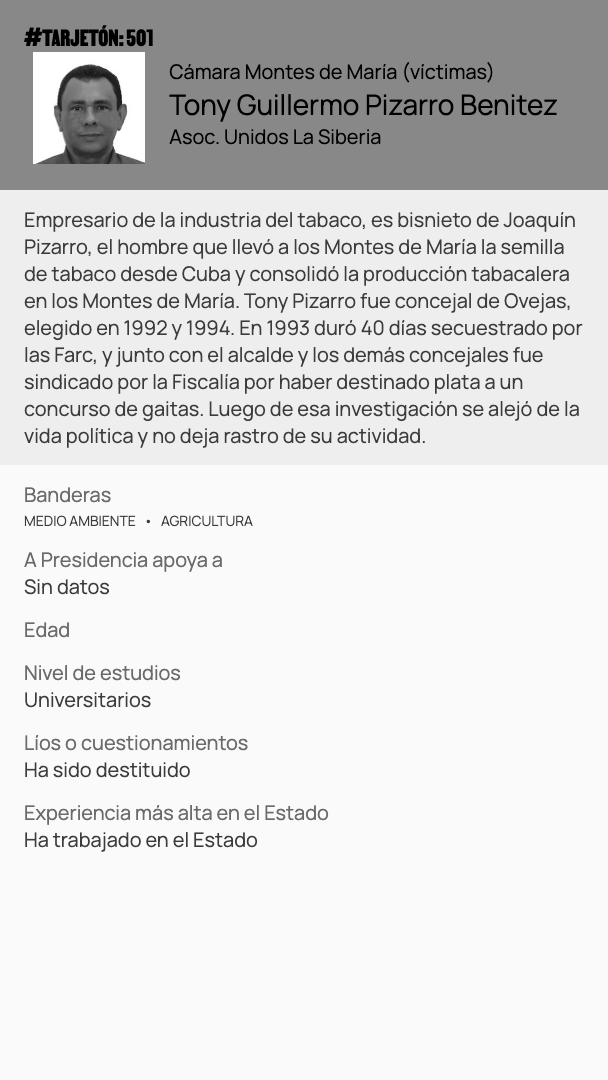 #TARJETÓN: 501
Cámara Montes de María (víctimas)
Tony Guillermo Pizarro Benitez
Asoc. Unidos La Siberia
Empresario de la industria del tabaco, es bisnieto de Joaquín
Pizarro, el hombre que llevó a los Montes de María la semilla
de tabaco desde Cuba y consolidó la producción tabacalera
en los Montes de María. Tony Pizarro fue concejal de Ovejas,
elegido en 1992 y 1994. En 1993 duró 40 días secuestrado por
las Farc, y junto con el alcalde y los demás concejales fue
sindicado por la Fiscalía por haber destinado plata a un
concurso de gaitas. Luego de esa investigación se alejó de la
vida política y no deja rastro de su actividad.
Banderas
MEDIO AMBIENTE • AGRICULTURA
A Presidencia apoya a
Sin datos
Edad
Nivel de estudios
Universitarios
Líos o cuestionamientos
Ha sido destituido
Experiencia más alta en el Estado
Ha trabajado en el Estado